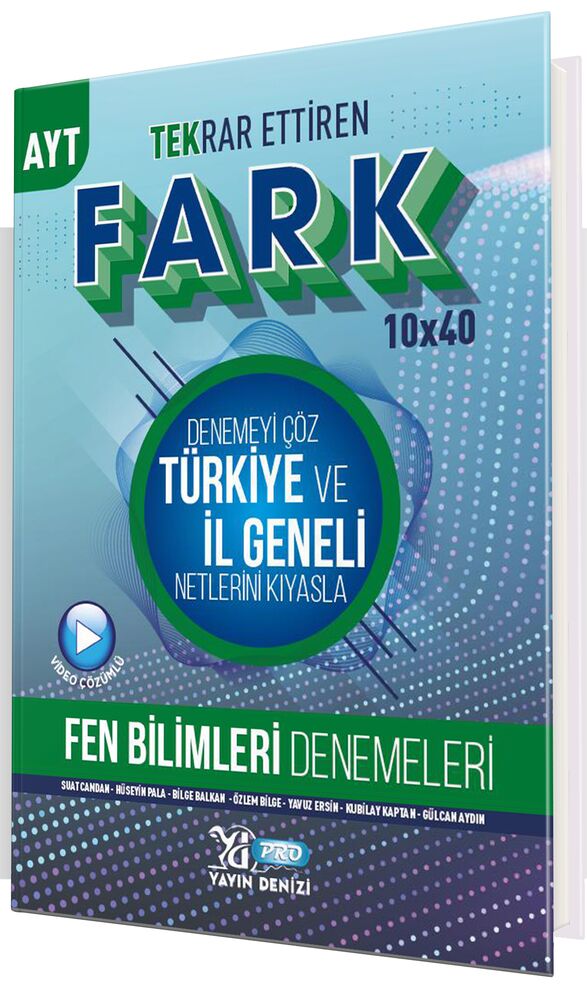 AYT
TEKRAR ETTİREN
FARK
10x40
DENEMEYİ ÇÖZ
TÜRKİYE VE
İL GENELİ
NETLERİNİ KIYASLA
VİDEO ÇÖZÜMLÜ
FEN BİLİMLERİ DENEMELERİ
SUAT CANDAN - HÜSEYİN PALA - BİLGE BALKAN - ÖZLEM BİLGE - YAVUZ ERSİN - KUBİLAY KAPTAN - GÜLCAN AYDIN
YD PRO
YAYIN DENİZİ